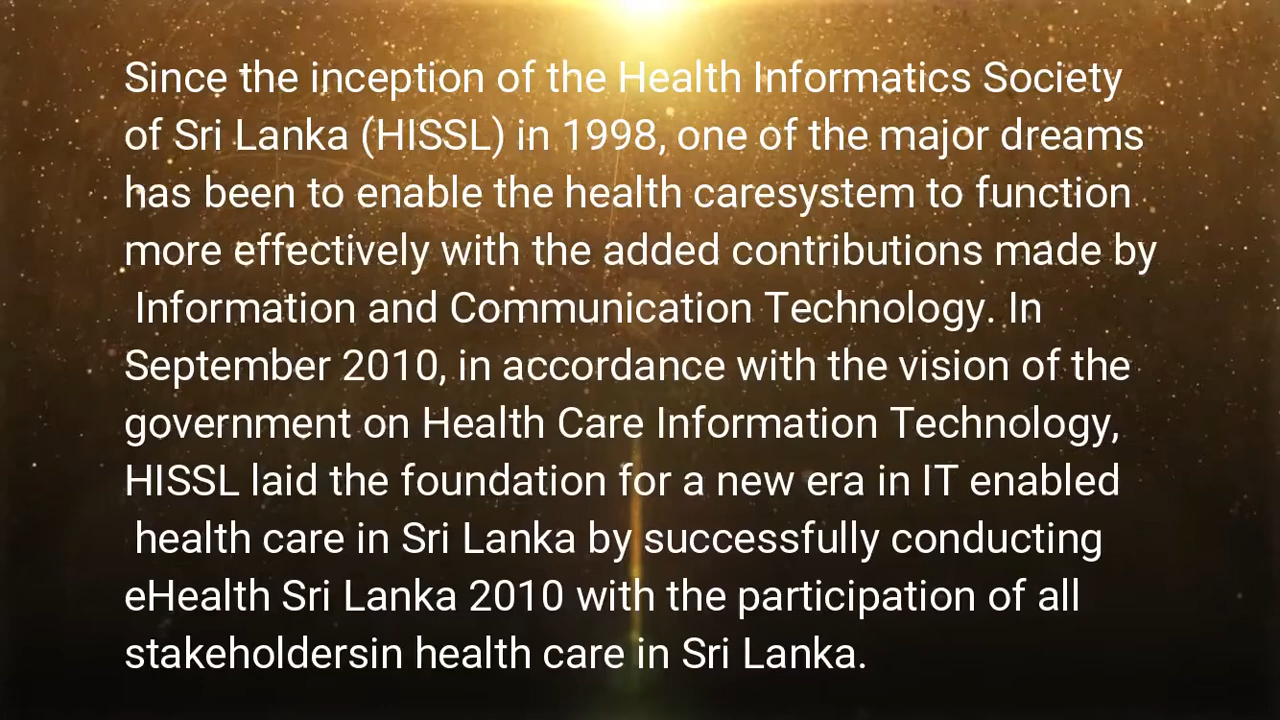 Since the inception of the Health Informatics Society
of Sri Lanka (HISSL) in 1998, one of the major dreams
has been to enable the health caresystem to function
more effectively with the added contributions made by
Information and Communication Technology. In
September 2010, in accordance with the vision of the
government on Health Care Information Technology,
HISSL laid the foundation for a new era in IT enabled
health care in Sri Lanka by successfully conducting
eHealth Sri Lanka 2010 with the participation of all
stakeholdersin health care in Sri Lanka.